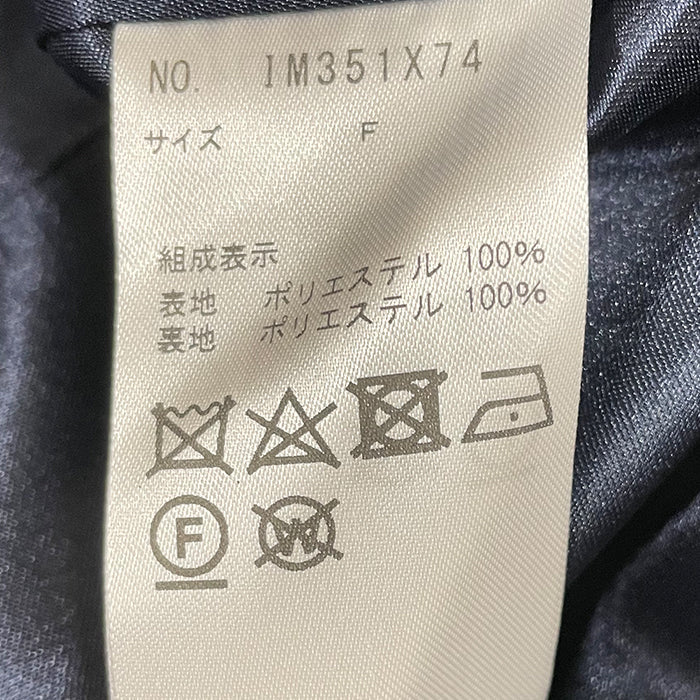 NO. IM351X74
サイズ F
組成表示
表地 ポリエステル 100%
裏地 ポリエステル 100%
F W